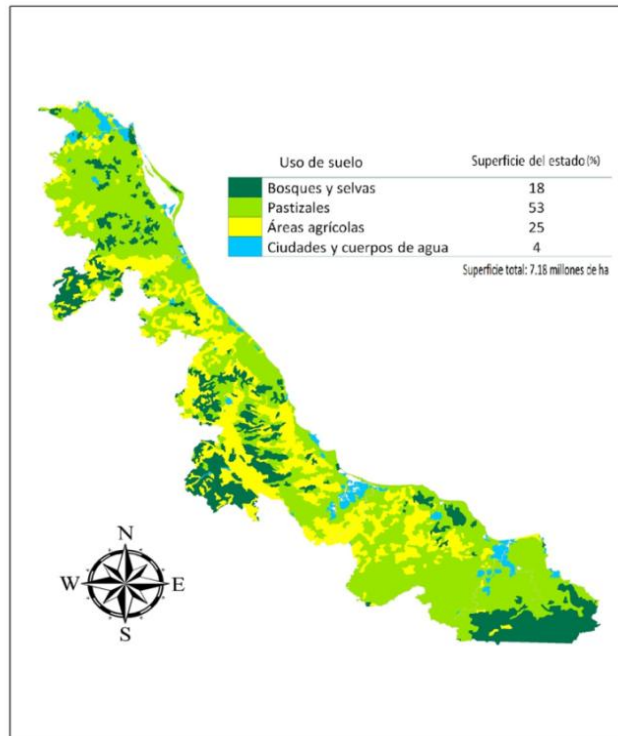 Uso de suelo Superficie del estado (%)
Bosques y selvas 18
Pastizales 53
Áreas agrícolas 25
Ciudades y cuerpos de agua 4
Superficie total: 7.18 millones de ha
N
W E
S